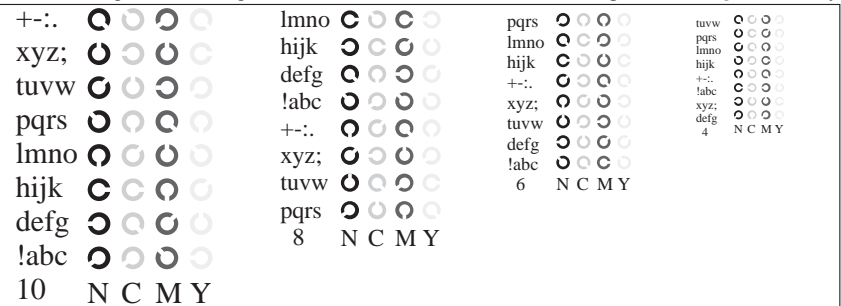 +-:.
xyz;
tuvw
pqrs
lmno
hijk
defg
!abc
10 N C M Y
lmno
hijk
defg
!abc
+-:.
xyz;
tuvw
pqrs
8 N C M Y
pqrs
lmno
hijk
+-:.
xyz;
tuvw
defg
!abc
6 N C M Y
tuvw
pqrs
lmno
hijk
+-:.
!abc
xyz;
defg
4 N C M Y